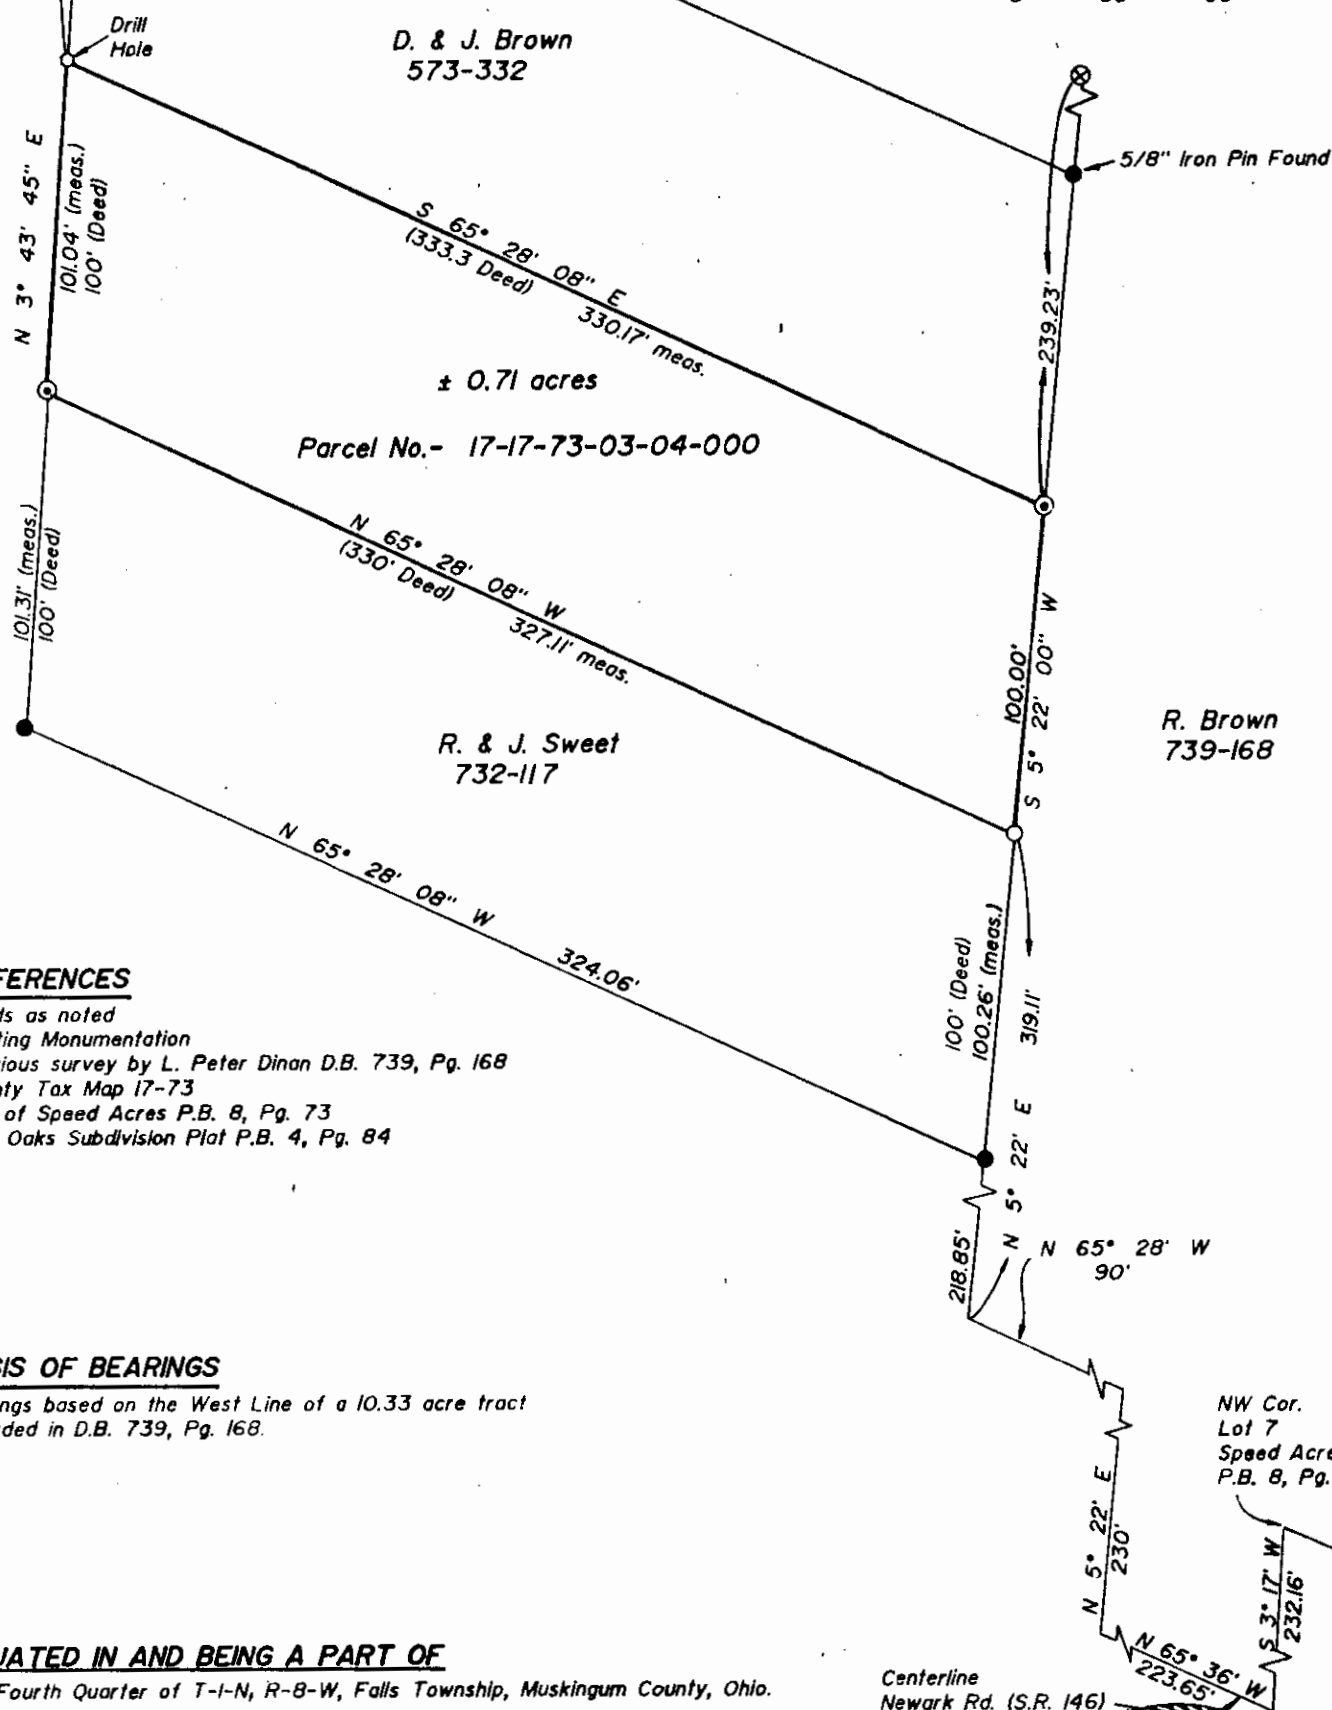 Drill
Hole
D. & J. Brown
573-332
5/8" Iron Pin Found
N 3° 43' 45" E
101.04' (meas.)
100' (Deed)
S 65° 28' 08" E
(333.3 Deed)
330.17' meas.
239.23'
± 0.71 acres
Parcel No.- 17-17-73-03-04-000
N 65° 28' 08" W
(330' Deed)
327.11' meas.
101.31' (meas.)
100' (Deed)
100.00'
S 5° 22' 00" W
R. Brown
739-168
R. & J. Sweet
732-117
N 65° 28' 08" W
324.06'
100' (Deed)
100.26' (meas.)
319.11'
N 5° 22' E
FERENCES
ds as noted
ting Monumentation
ious survey by L. Peter Dinan D.B. 739, Pg. 168
nty Tax Map 17-73
of Speed Acres P.B. 8, Pg. 73
Oaks Subdivision Plat P.B. 4, Pg. 84
218.85'
N 65° 28' W
90'
SIS OF BEARINGS
ngs based on the West Line of a 10.33 acre tract
ded in D.B. 739, Pg. 168.
NW Cor.
Lot 7
Speed Acre
P.B. 8, Pg.
N 5° 22' E
230'
S 3° 17' W
232.16'
N 65° 36' W
223.65'
UATED IN AND BEING A PART OF
Fourth Quarter of T-1-N, R-8-W, Falls Township, Muskingum County, Ohio.
Centerline
Newark Rd. (S.R. 146)